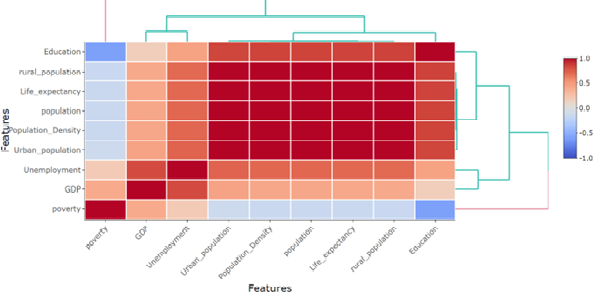 Education
rural_population
Life_expectancy
population
Population_Density
Urban_population
Unemployment
GDP
poverty
Features
1.0
0.5
0.0
-0.5
-1.0
poverty
GDP
Unemployment
Urban_population
Population_Density
population
Life_expectancy
rural_population
Education
Features